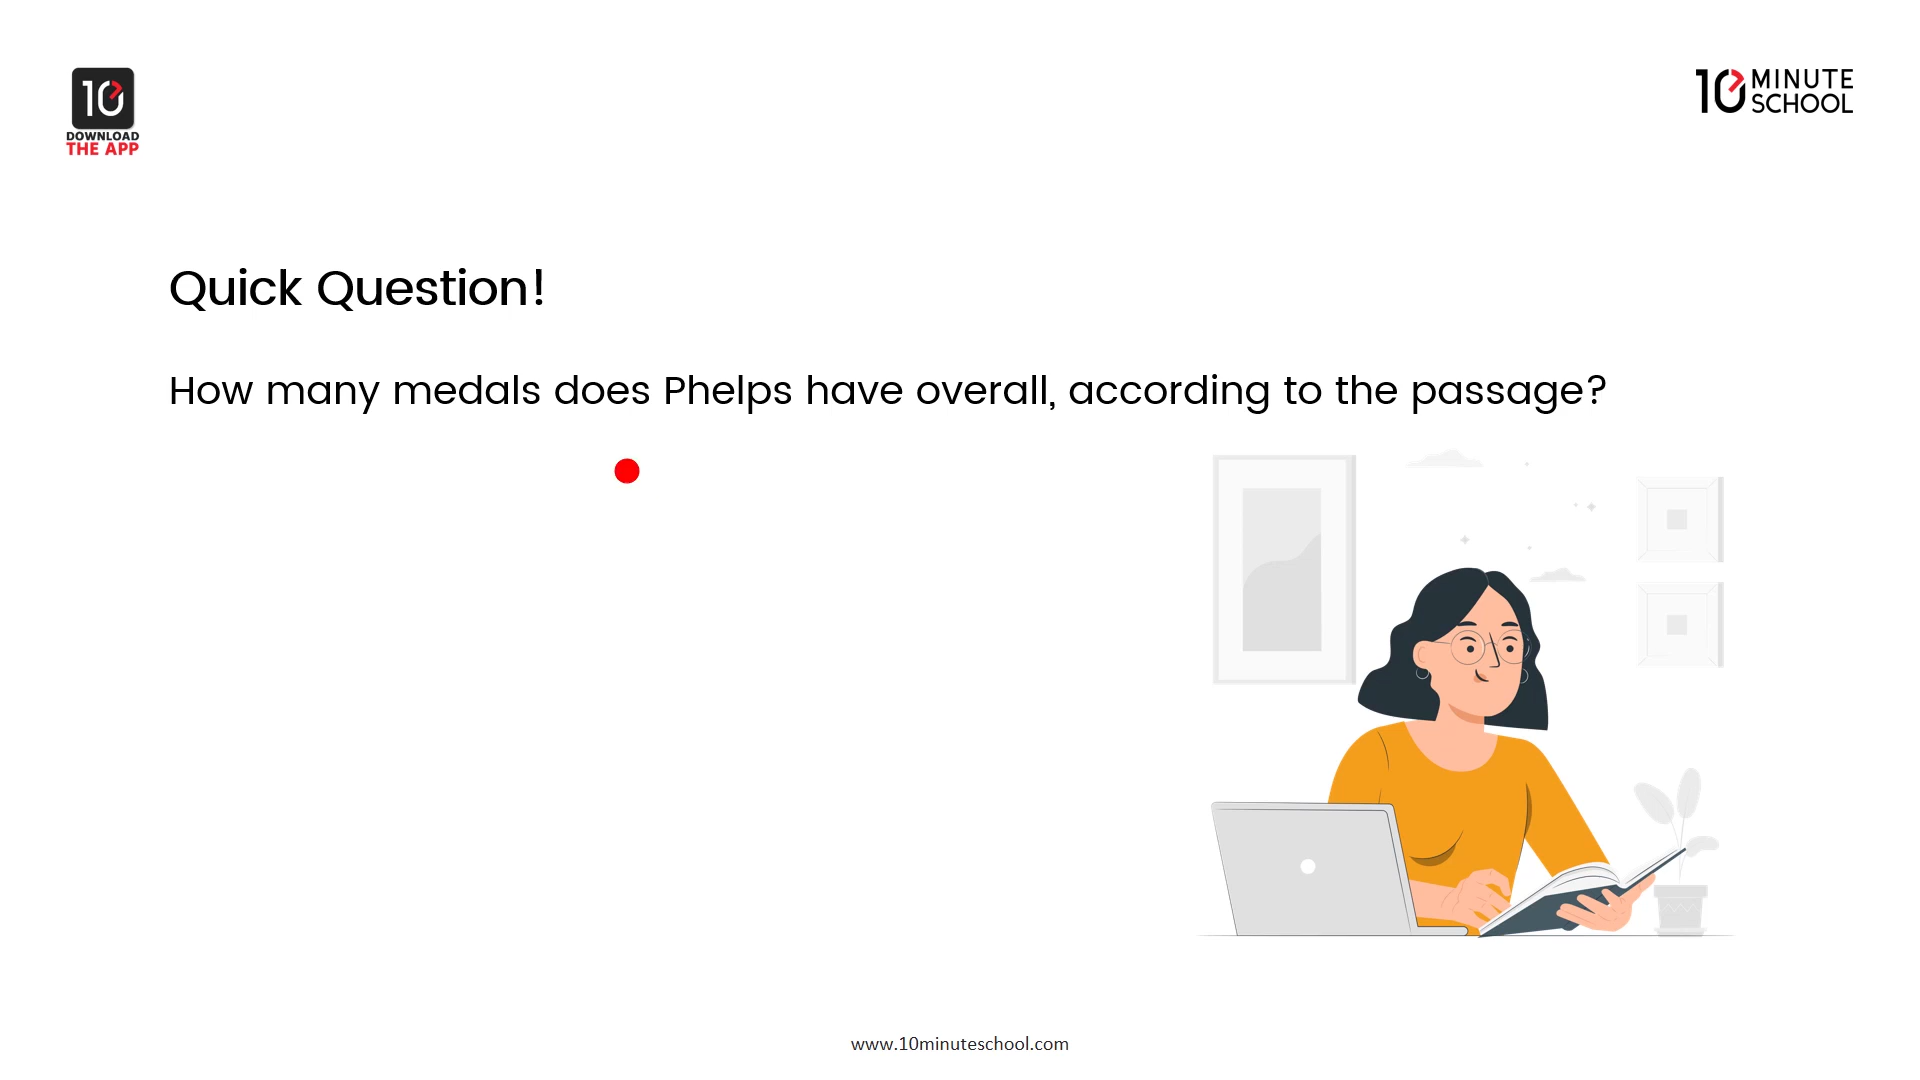 10
DOWNLOAD
THE APP
10 MINUTE
SCHOOL
Quick Question!
How many medals does Phelps have overall, according to the passage?
www.10minuteschool.com